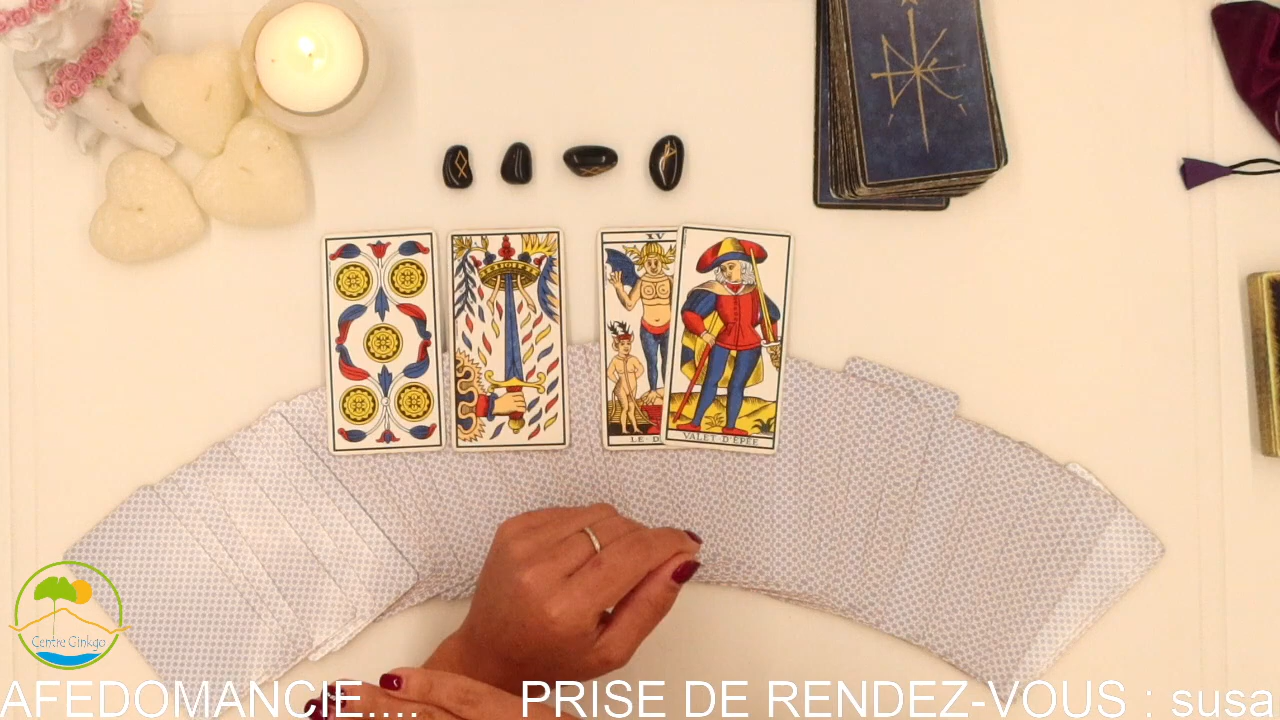 XV
LE D
VALET D'EPEE
Centre Ginkgo
AFEDOMANCIE.... PRISE DE RENDEZ-VOUS : susa